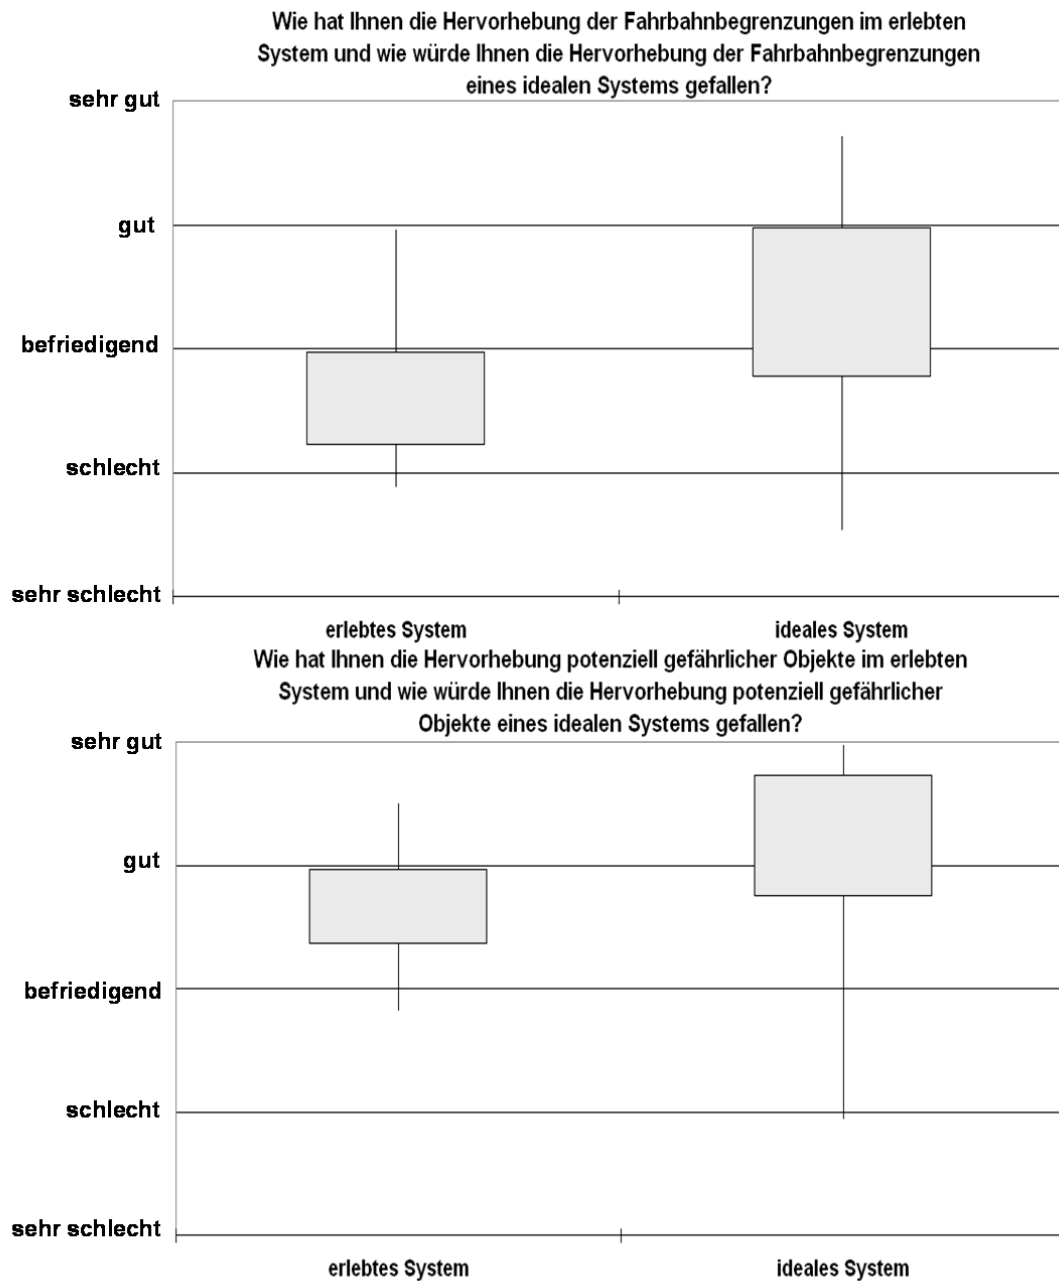 Wie hat Ihnen die Hervorhebung der Fahrbahnbegrenzungen im erlebten
System und wie würde Ihnen die Hervorhebung der Fahrbahnbegrenzungen
eines idealen Systems gefallen?
sehr gut
gut
befriedigend
schlecht
sehr schlecht
erlebtes System
ideales System
Wie hat Ihnen die Hervorhebung potenziell gefährlicher Objekte im erlebten
System und wie würde Ihnen die Hervorhebung potenziell gefährlicher
Objekte eines idealen Systems gefallen?
sehr gut
gut
befriedigend
schlecht
sehr schlecht
erlebtes System
ideales System